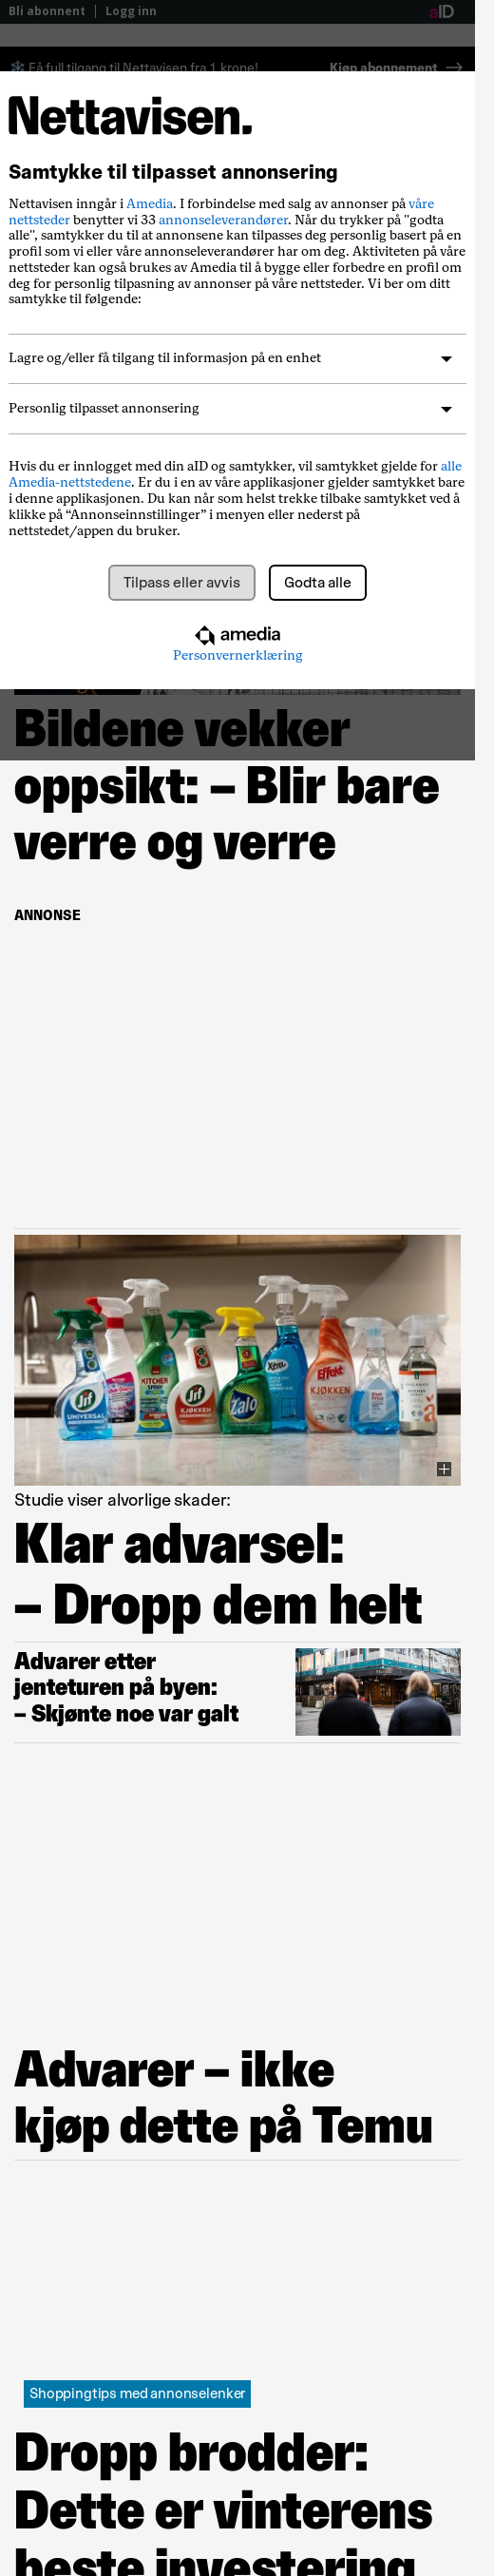 Bli abonnent | Logg inn
aID
Få full tilgang til Nettavisen fra 1 krone!
Kjøp abonnement →
Nettavisen.
Samtykke til tilpasset annonsering
Nettavisen inngår i Amedia. I forbindelse med salg av annonser på våre
nettsteder benytter vi 33 annonseleverandører. Når du trykker på "godta
alle", samtykker du til at annonsene kan tilpasses deg personlig basert på en
profil som vi eller våre annonseleverandører har om deg. Aktiviteten på våre
nettsteder kan også brukes av Amedia til å bygge eller forbedre en profil om
deg for personlig tilpasning av annonser på våre nettsteder. Vi ber om ditt
samtykke til følgende:
Lagre og/eller få tilgang til informasjon på en enhet
Personlig tilpasset annonsering
Hvis du er innlogget med din aID og samtykker, vil samtykket gjelde for alle
Amedia-nettstedene. Er du i en av våre applikasjoner gjelder samtykket bare
i denne applikasjonen. Du kan når som helst trekke tilbake samtykket ved å
klikke på “Annonseinnstillinger” i menyen eller nederst på
nettstedet/appen du bruker.
Tilpass eller avvis
Godta alle
amedia
Personvernerklæring
Bildene vekker
oppsikt: – Blir bare
verre og verre
ANNONSE
Jif
UNIVERSAL
KITCHEN
Jif
KJØKKEN
Zalo
Xtra
Effekt
KJØKKEN
Studie viser alvorlige skader:
Klar advarsel:
– Dropp dem helt
Advarer etter
jenteturen på byen:
– Skjønte noe var galt
Advarer – ikke
kjøp dette på Temu
Shoppingtips med annonselenker
Dropp brodder:
Dette er vinterens
beste investering